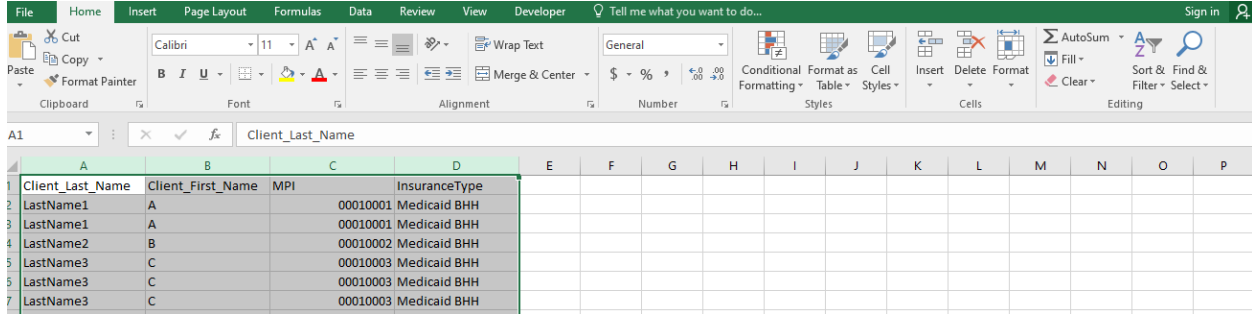 File Home Insert Page Layout Formulas Data Review View Developer Tell me what you want to do... Sign in
Cut
Copy
Format Painter
Paste
Clipboard
Calibri 11 A A
B I U A
Font
Wrap Text
Merge & Center
Alignment
General
$ % , .0 .00 .00 .0
Number
Conditional Formatting
Format as Table
Cell Styles
Styles
Insert Delete Format
Cells
AutoSum
Fill
Clear
Sort & Filter
Find & Select
Editing
A1 fx Client_Last_Name
A B C D E F G H I J K L M N O P
1 Client_Last_Name Client_First_Name MPI InsuranceType
2 LastName1 A 00010001 Medicaid BHH
3 LastName1 A 00010001 Medicaid BHH
4 LastName2 B 00010002 Medicaid BHH
5 LastName3 C 00010003 Medicaid BHH
6 LastName3 C 00010003 Medicaid BHH
7 LastName3 C 00010003 Medicaid BHH